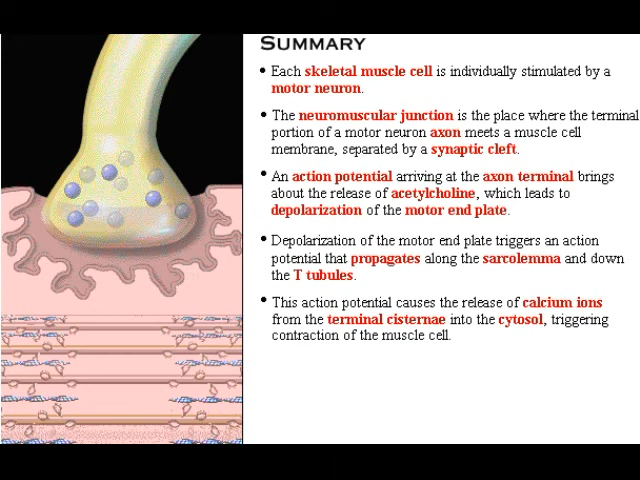 SUMMARY
• Each skeletal muscle cell is individually stimulated by a
motor neuron.
• The neuromuscular junction is the place where the terminal
portion of a motor neuron axon meets a muscle cell
membrane, separated by a synaptic cleft.
• An action potential arriving at the axon terminal brings
about the release of acetylcholine, which leads to
depolarization of the motor end plate.
• Depolarization of the motor end plate triggers an action
potential that propagates along the sarcolemma and down
the T tubules.
• This action potential causes the release of calcium ions
from the terminal cisternae into the cytosol, triggering
contraction of the muscle cell.